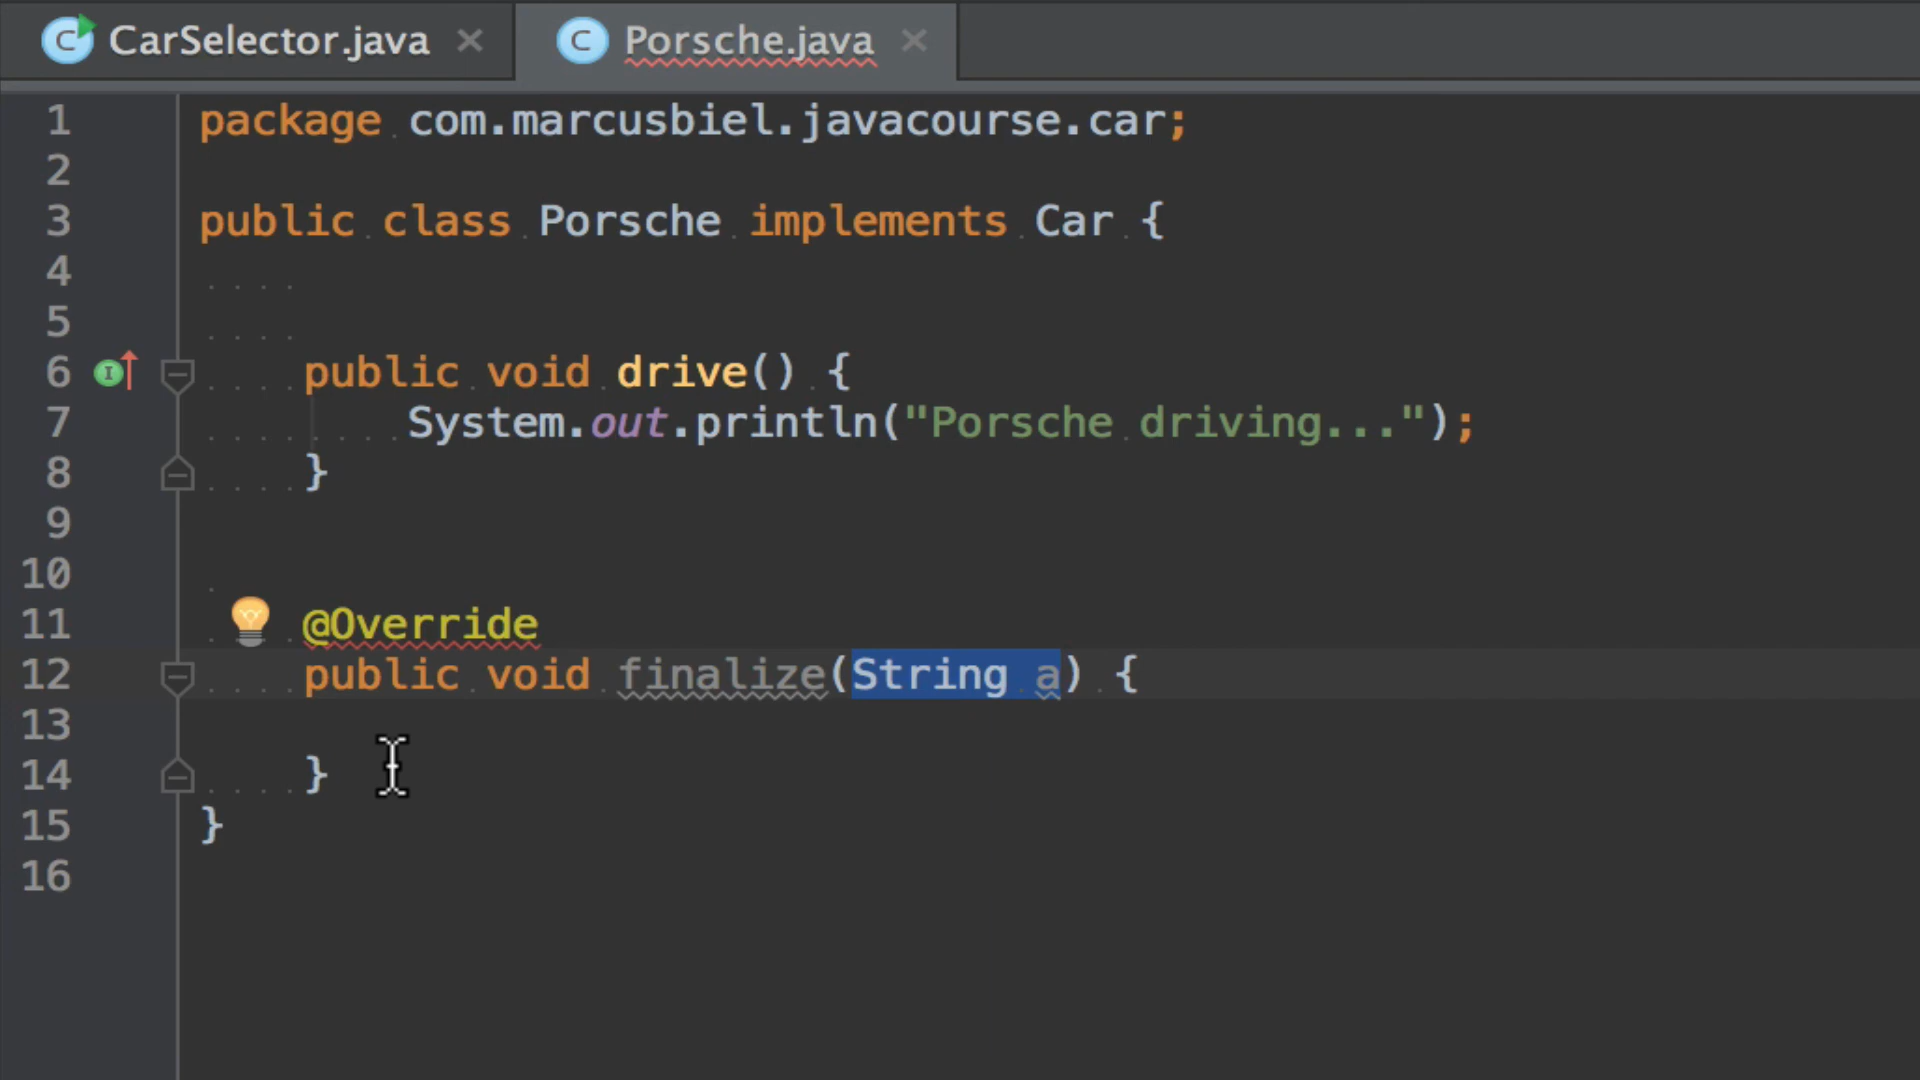 CarSelector.java
Porsche.java
1 package com.marcusbiel.javacourse.car;
2
3 public class Porsche implements Car {
4
5
6 public void drive() {
7 System.out.println("Porsche driving...");
8 }
9
10
11 @Override
12 public void finalize(String a) {
13
14 }
15 }
16